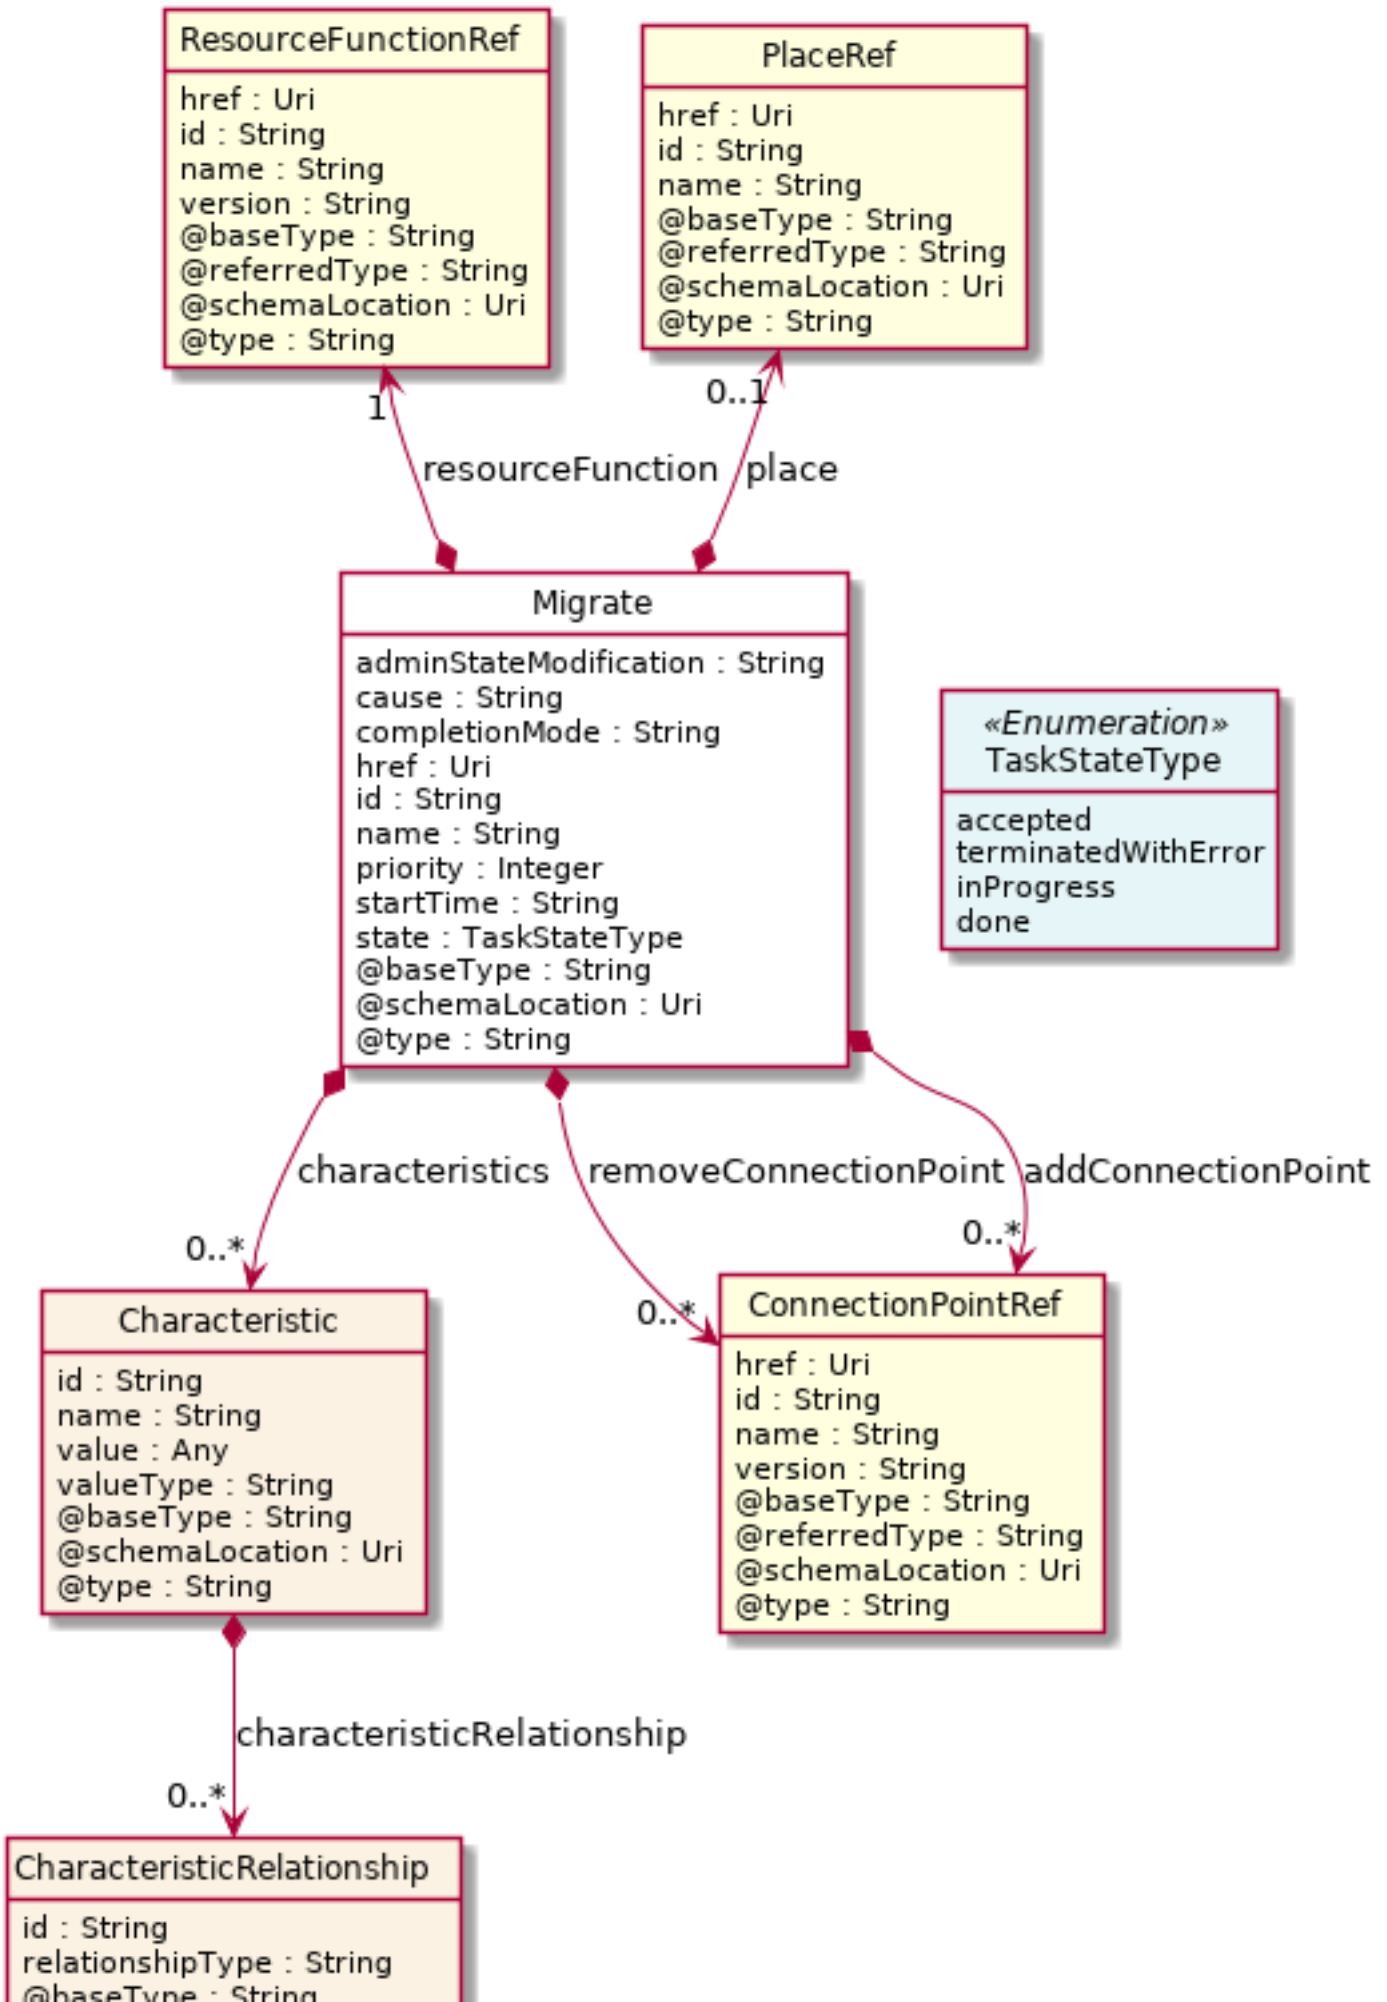 ResourceFunctionRef
href : Uri
id : String
name : String
version : String
@baseType : String
@referredType : String
@schemaLocation : Uri
@type : String
PlaceRef
href : Uri
id : String
name : String
@baseType : String
@referredType : String
@schemaLocation : Uri
@type : String
1
0..1
resourceFunction
place
Migrate
adminStateModification : String
cause : String
completionMode : String
href : Uri
id : String
name : String
priority : Integer
startTime : String
state : TaskStateType
@baseType : String
@schemaLocation : Uri
@type : String
«Enumeration»
TaskStateType
accepted
terminatedWithError
inProgress
done
characteristics
removeConnectionPoint
addConnectionPoint
0..*
0..*
0..*
Characteristic
id : String
name : String
value : Any
valueType : String
@baseType : String
@schemaLocation : Uri
@type : String
ConnectionPointRef
href : Uri
id : String
name : String
version : String
@baseType : String
@referredType : String
@schemaLocation : Uri
@type : String
characteristicRelationship
0..*
CharacteristicRelationship
id : String
relationshipType : String
@baseType : String